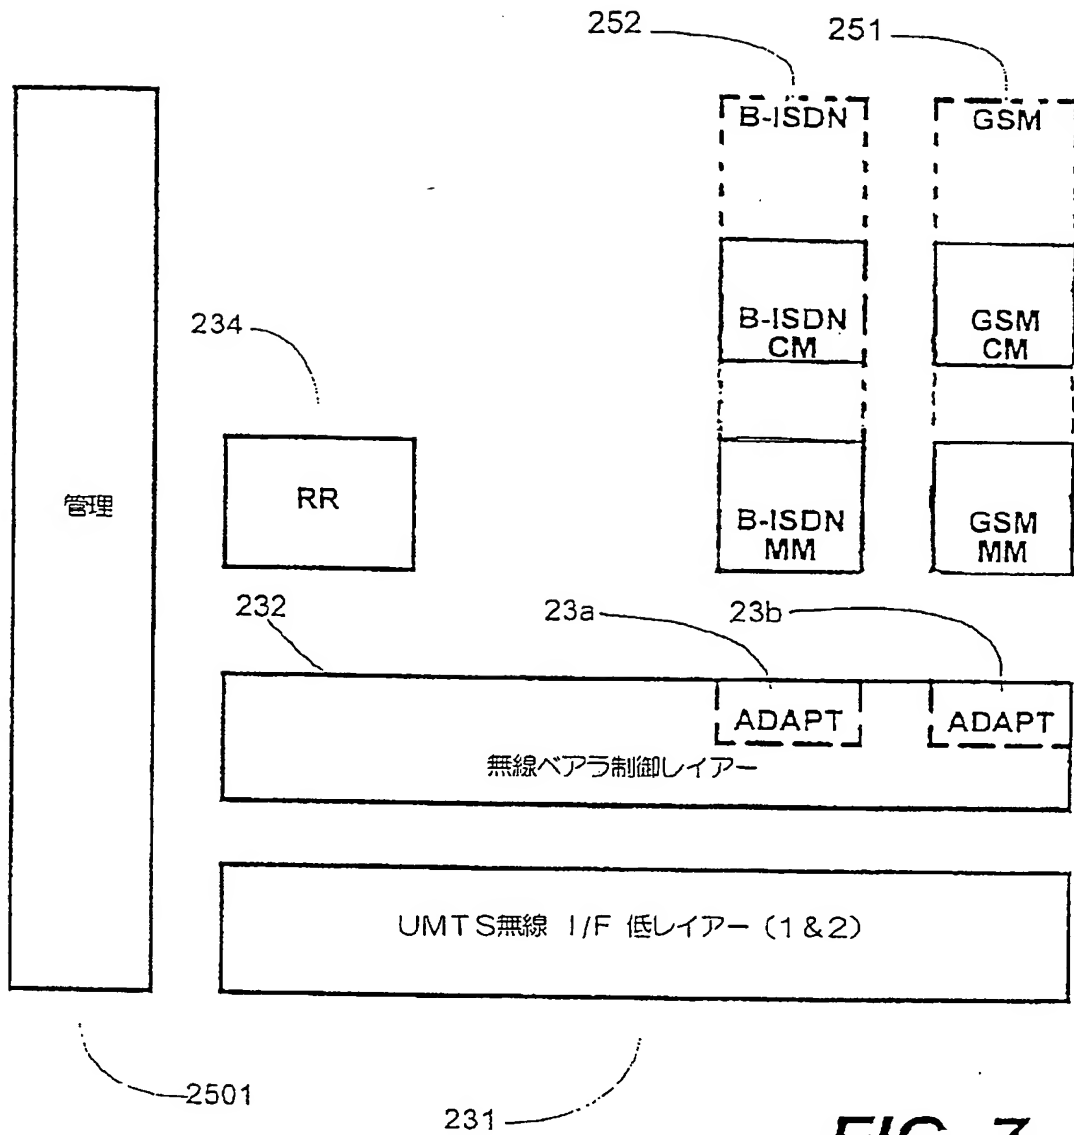 252
251
B-ISDN
GSM
B-ISDN
CM
GSM
CM
234
管理
RR
B-ISDN
MM
GSM
MM
232
23a
23b
ADAPT
ADAPT
無線ベアラ制御レイアー
UMTS無線 I/F 低レイアー (1&2)
2501
231
FIG. 7